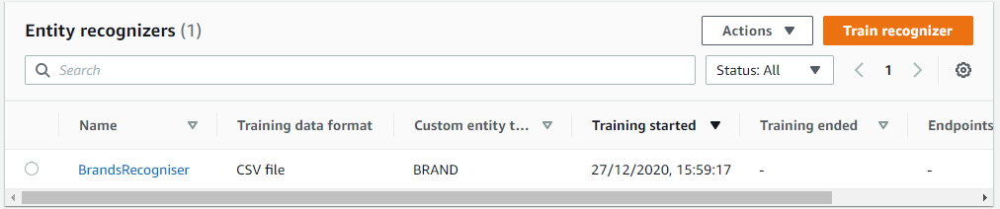 Entity recognizers (1)
Actions
Train recognizer
Search
Status: All
1
Name
Training data format
Custom entity t...
Training started
Training ended
Endpoints
BrandsRecogniser
CSV file
BRAND
27/12/2020, 15:59:17
-
-